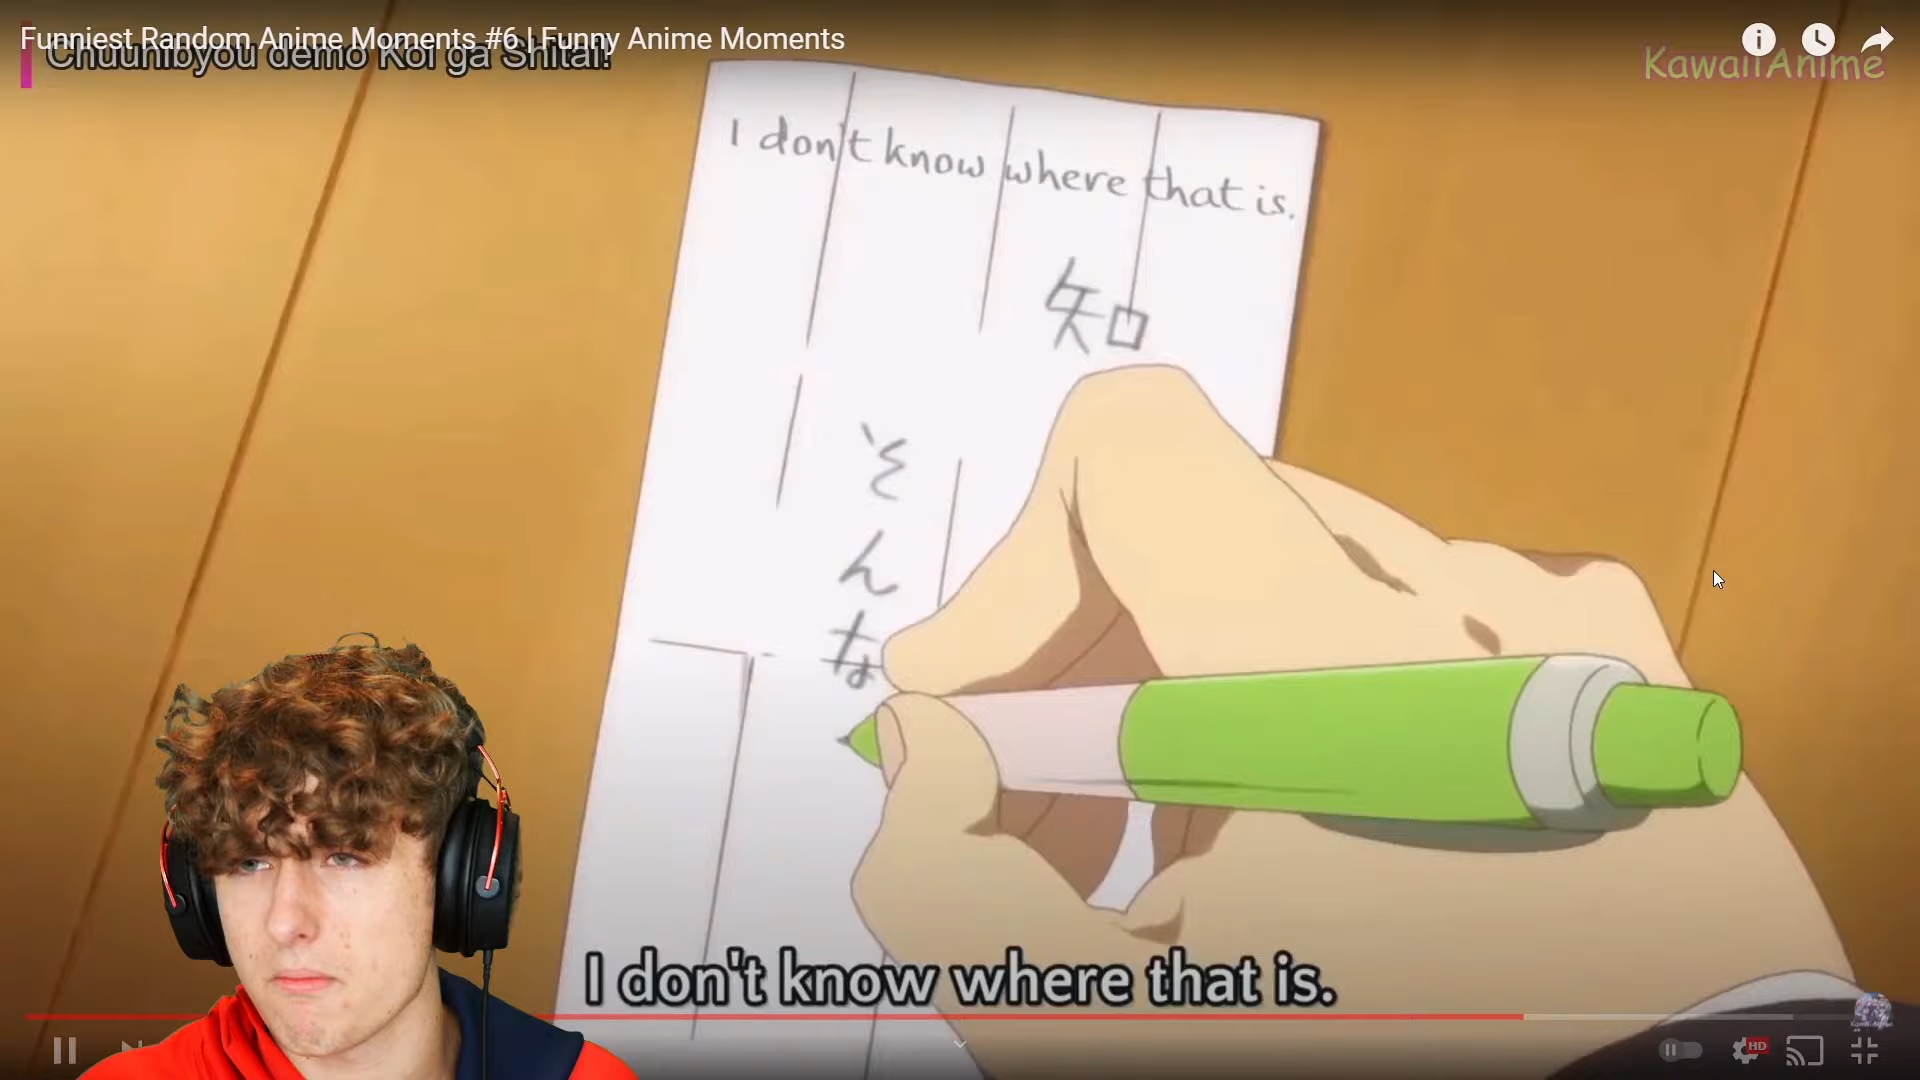 Funniest Random Anime Moments #6 | Funny Anime Moments
Chuunibyou demo Koi ga Shitai!
KawaiiAnime
I don't know where that is.
知
そんな
I don't know where that is.
HD